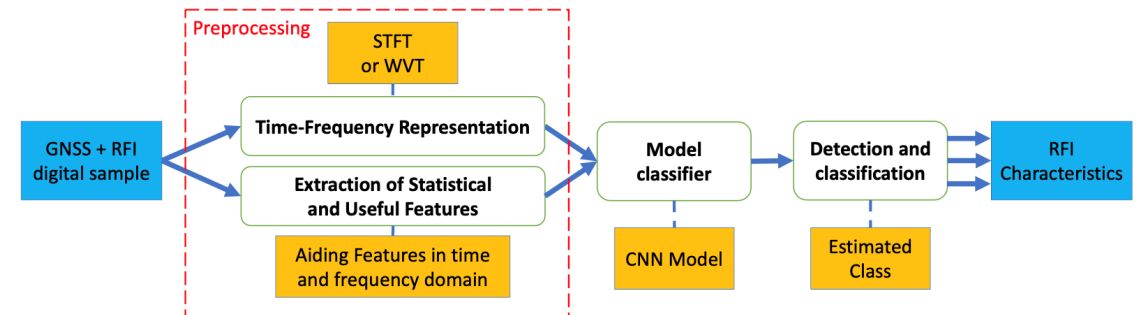 Preprocessing
STFT
or WVT
Time-Frequency Representation
GNSS + RFI
digital sample
Extraction of Statistical
and Useful Features
Aiding Features in time
and frequency domain
Model
classifier
CNN Model
Detection and
classification
Estimated
Class
RFI
Characteristics